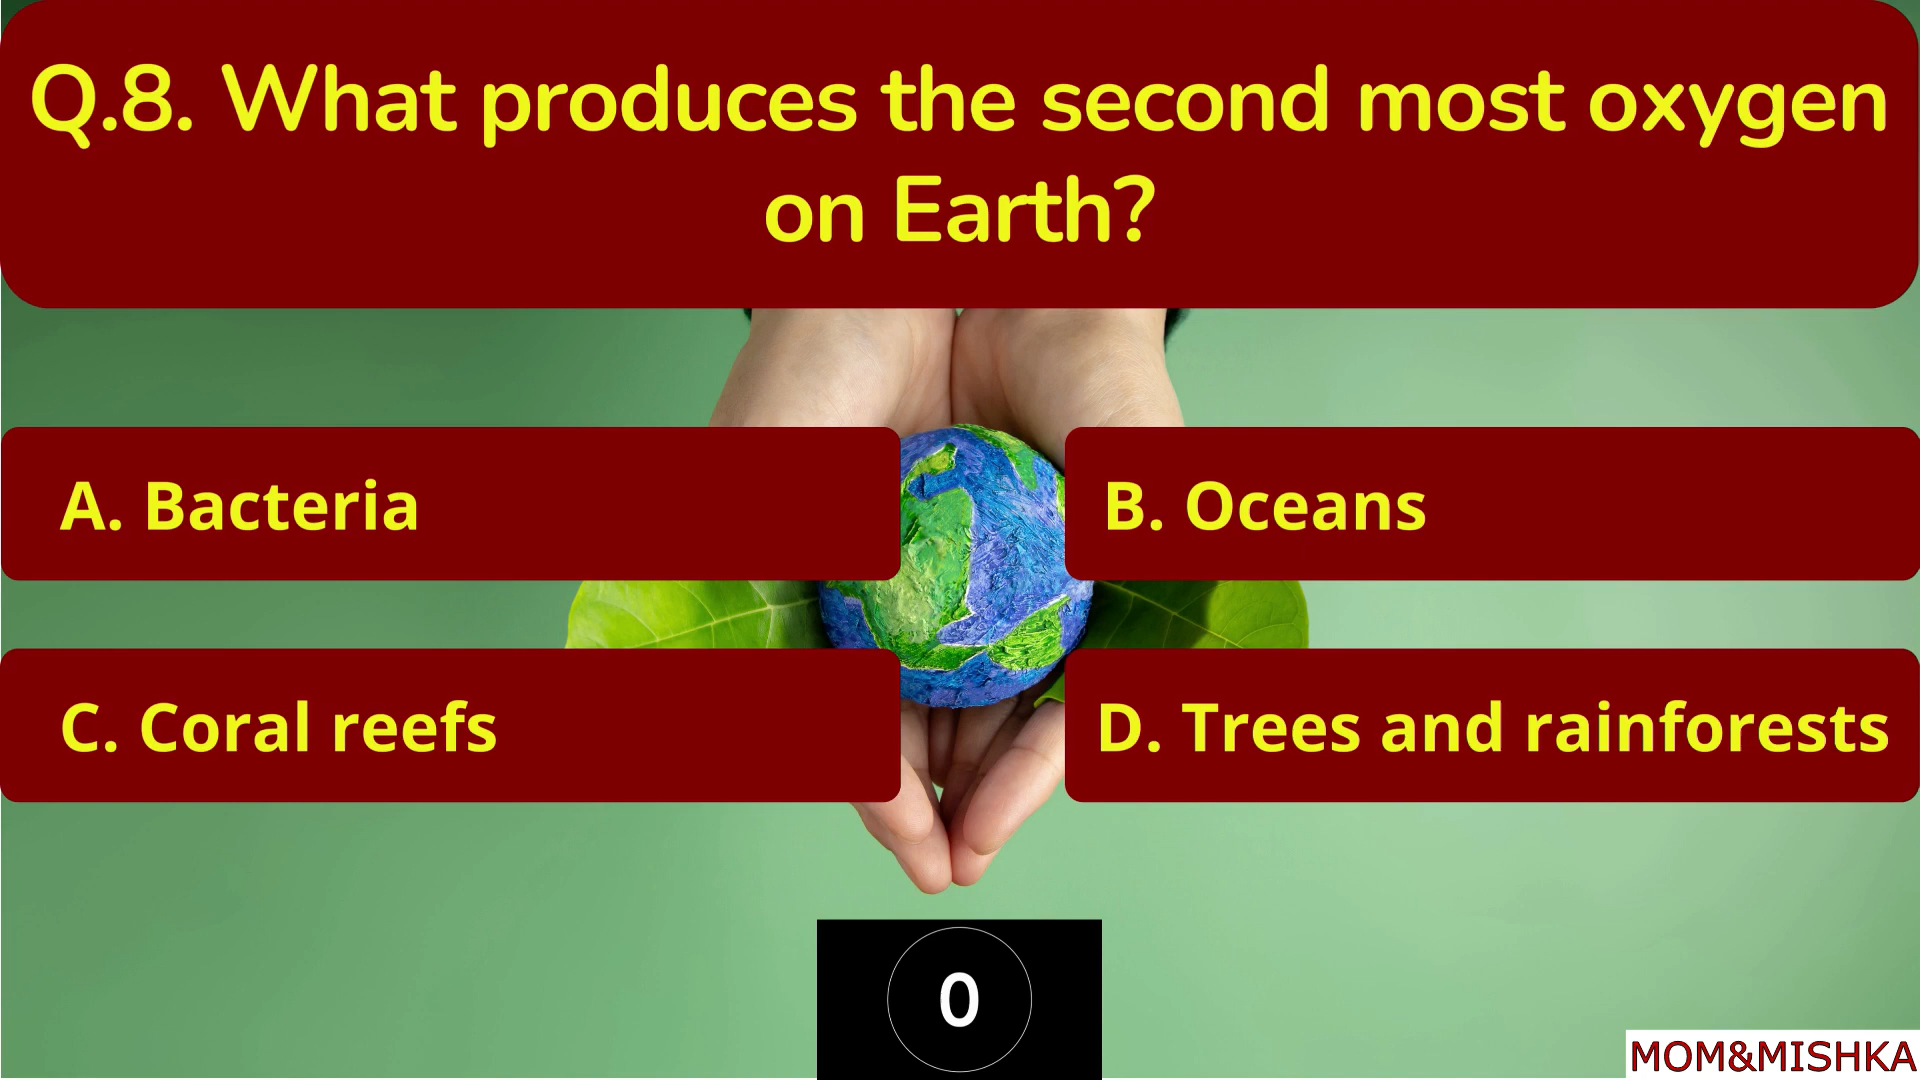 Q.8. What produces the second most oxygen
on Earth?
A. Bacteria
B. Oceans
C. Coral reefs
D. Trees and rainforests
0
MOM&MISHKA